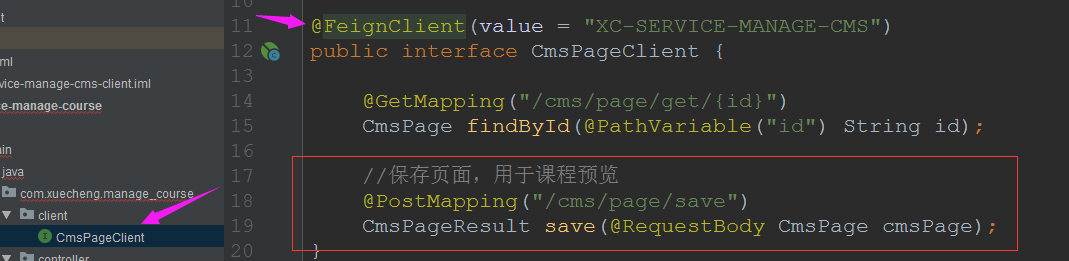 t
ml
vice-manage-cms-client.iml
ce-manage-course
ain
java
com.xuecheng.manage_course
client
CmsPageClient
controller
11 @FeignClient(value = "XC-SERVICE-MANAGE-CMS")
12 public interface CmsPageClient {
13
14 @GetMapping("/cms/page/get/{id}")
15 CmsPage findById(@PathVariable("id") String id);
16
17 //保存页面，用于课程预览
18 @PostMapping("/cms/page/save")
19 CmsPageResult save(@RequestBody CmsPage cmsPage);
20 }